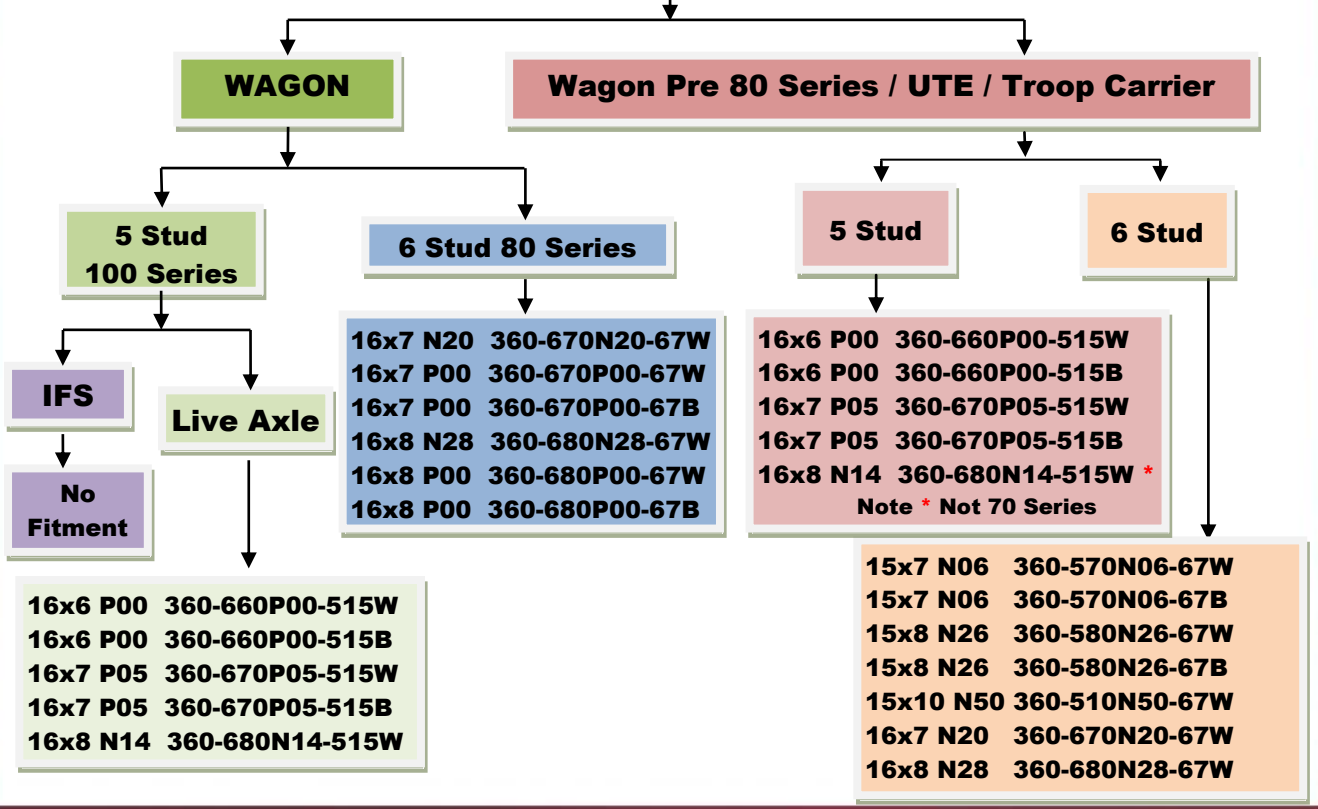 WAGON
Wagon Pre 80 Series / UTE / Troop Carrier
5 Stud
100 Series
6 Stud 80 Series
5 Stud
6 Stud
IFS
No
Fitment
Live Axle
16x6 P00 360-660P00-515W
16x6 P00 360-660P00-515B
16x7 P05 360-670P05-515W
16x7 P05 360-670P05-515B
16x8 N14 360-680N14-515W
16x7 N20 360-670N20-67W
16x7 P00 360-670P00-67W
16x7 P00 360-670P00-67B
16x8 N28 360-680N28-67W
16x8 P00 360-680P00-67W
16x8 P00 360-680P00-67B
16x6 P00 360-660P00-515W
16x6 P00 360-660P00-515B
16x7 P05 360-670P05-515W
16x7 P05 360-670P05-515B
16x8 N14 360-680N14-515W *
Note * Not 70 Series
15x7 N06 360-570N06-67W
15x7 N06 360-570N06-67B
15x8 N26 360-580N26-67W
15x8 N26 360-580N26-67B
15x10 N50 360-510N50-67W
16x7 N20 360-670N20-67W
16x8 N28 360-680N28-67W